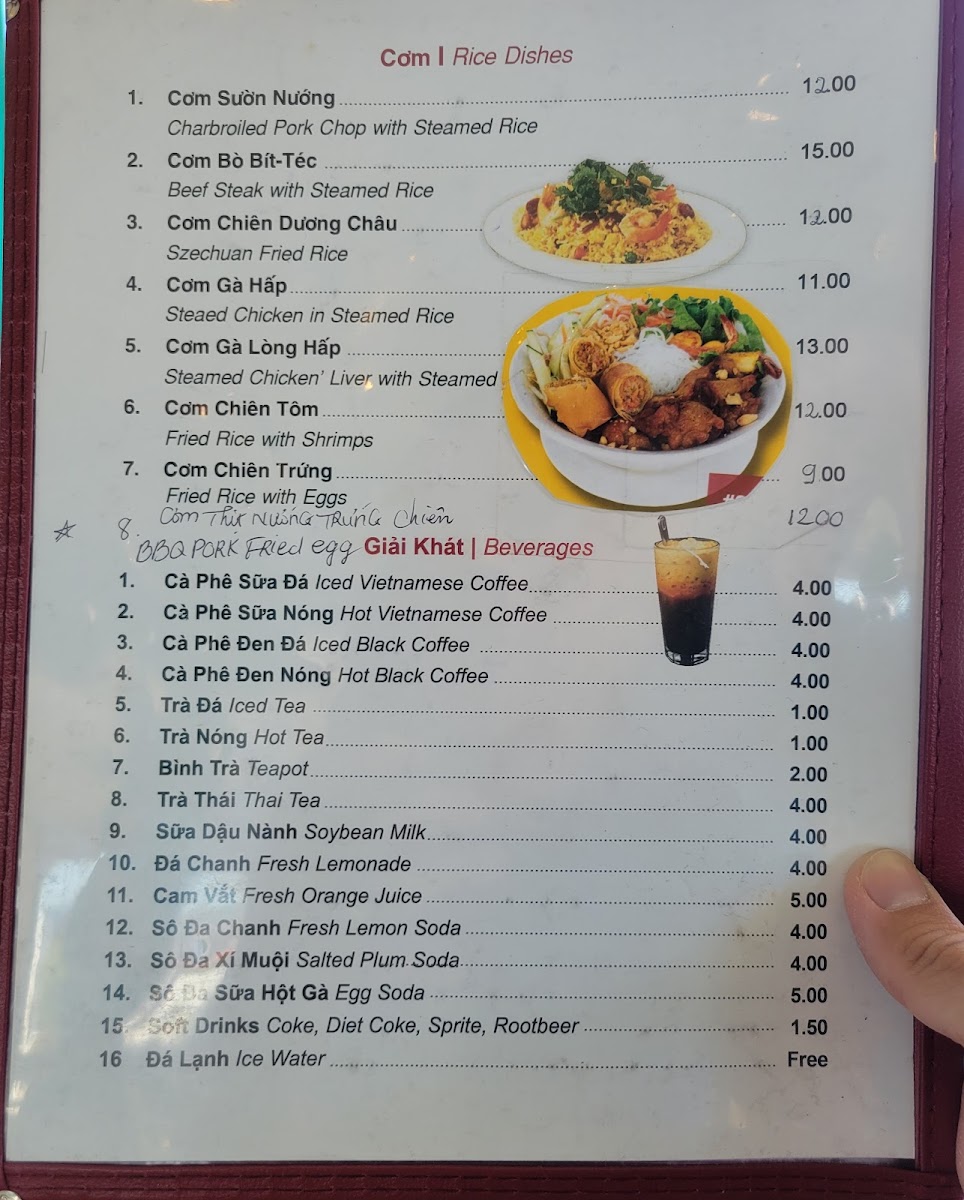 Cơm | Rice Dishes
1. Cơm Sườn Nướng 12.00
Charbroiled Pork Chop with Steamed Rice
2. Cơm Bò Bít-Téc 15.00
Beef Steak with Steamed Rice
3. Cơm Chiên Dương Châu 12.00
Szechuan Fried Rice
4. Cơm Gà Hấp 11.00
Steaed Chicken in Steamed Rice
5. Cơm Gà Lòng Hấp 13.00
Steamed Chicken' Liver with Steamed
6. Cơm Chiên Tôm 12.00
Fried Rice with Shrimps
7. Cơm Chiên Trứng 9.00
Fried Rice with Eggs
8. Cơm Thịt Nướng Trứng Chiên 12.00
BBQ PORK Fried egg
Giải Khát | Beverages
1. Cà Phê Sữa Đá Iced Vietnamese Coffee 4.00
2. Cà Phê Sữa Nóng Hot Vietnamese Coffee 4.00
3. Cà Phê Đen Đá Iced Black Coffee 4.00
4. Cà Phê Đen Nóng Hot Black Coffee 4.00
5. Trà Đá Iced Tea 1.00
6. Trà Nóng Hot Tea 1.00
7. Bình Trà Teapot 2.00
8. Trà Thái Thai Tea 4.00
9. Sữa Dậu Nành Soybean Milk 4.00
10. Đá Chanh Fresh Lemonade 4.00
11. Cam Vắt Fresh Orange Juice 5.00
12. Sô Đa Chanh Fresh Lemon Soda 4.00
13. Sô Đa Xí Muội Salted Plum Soda 4.00
14. Sô Đa Sữa Hột Gà Egg Soda 5.00
15. Soft Drinks Coke, Diet Coke, Sprite, Rootbeer 1.50
16 Đá Lạnh Ice Water Free